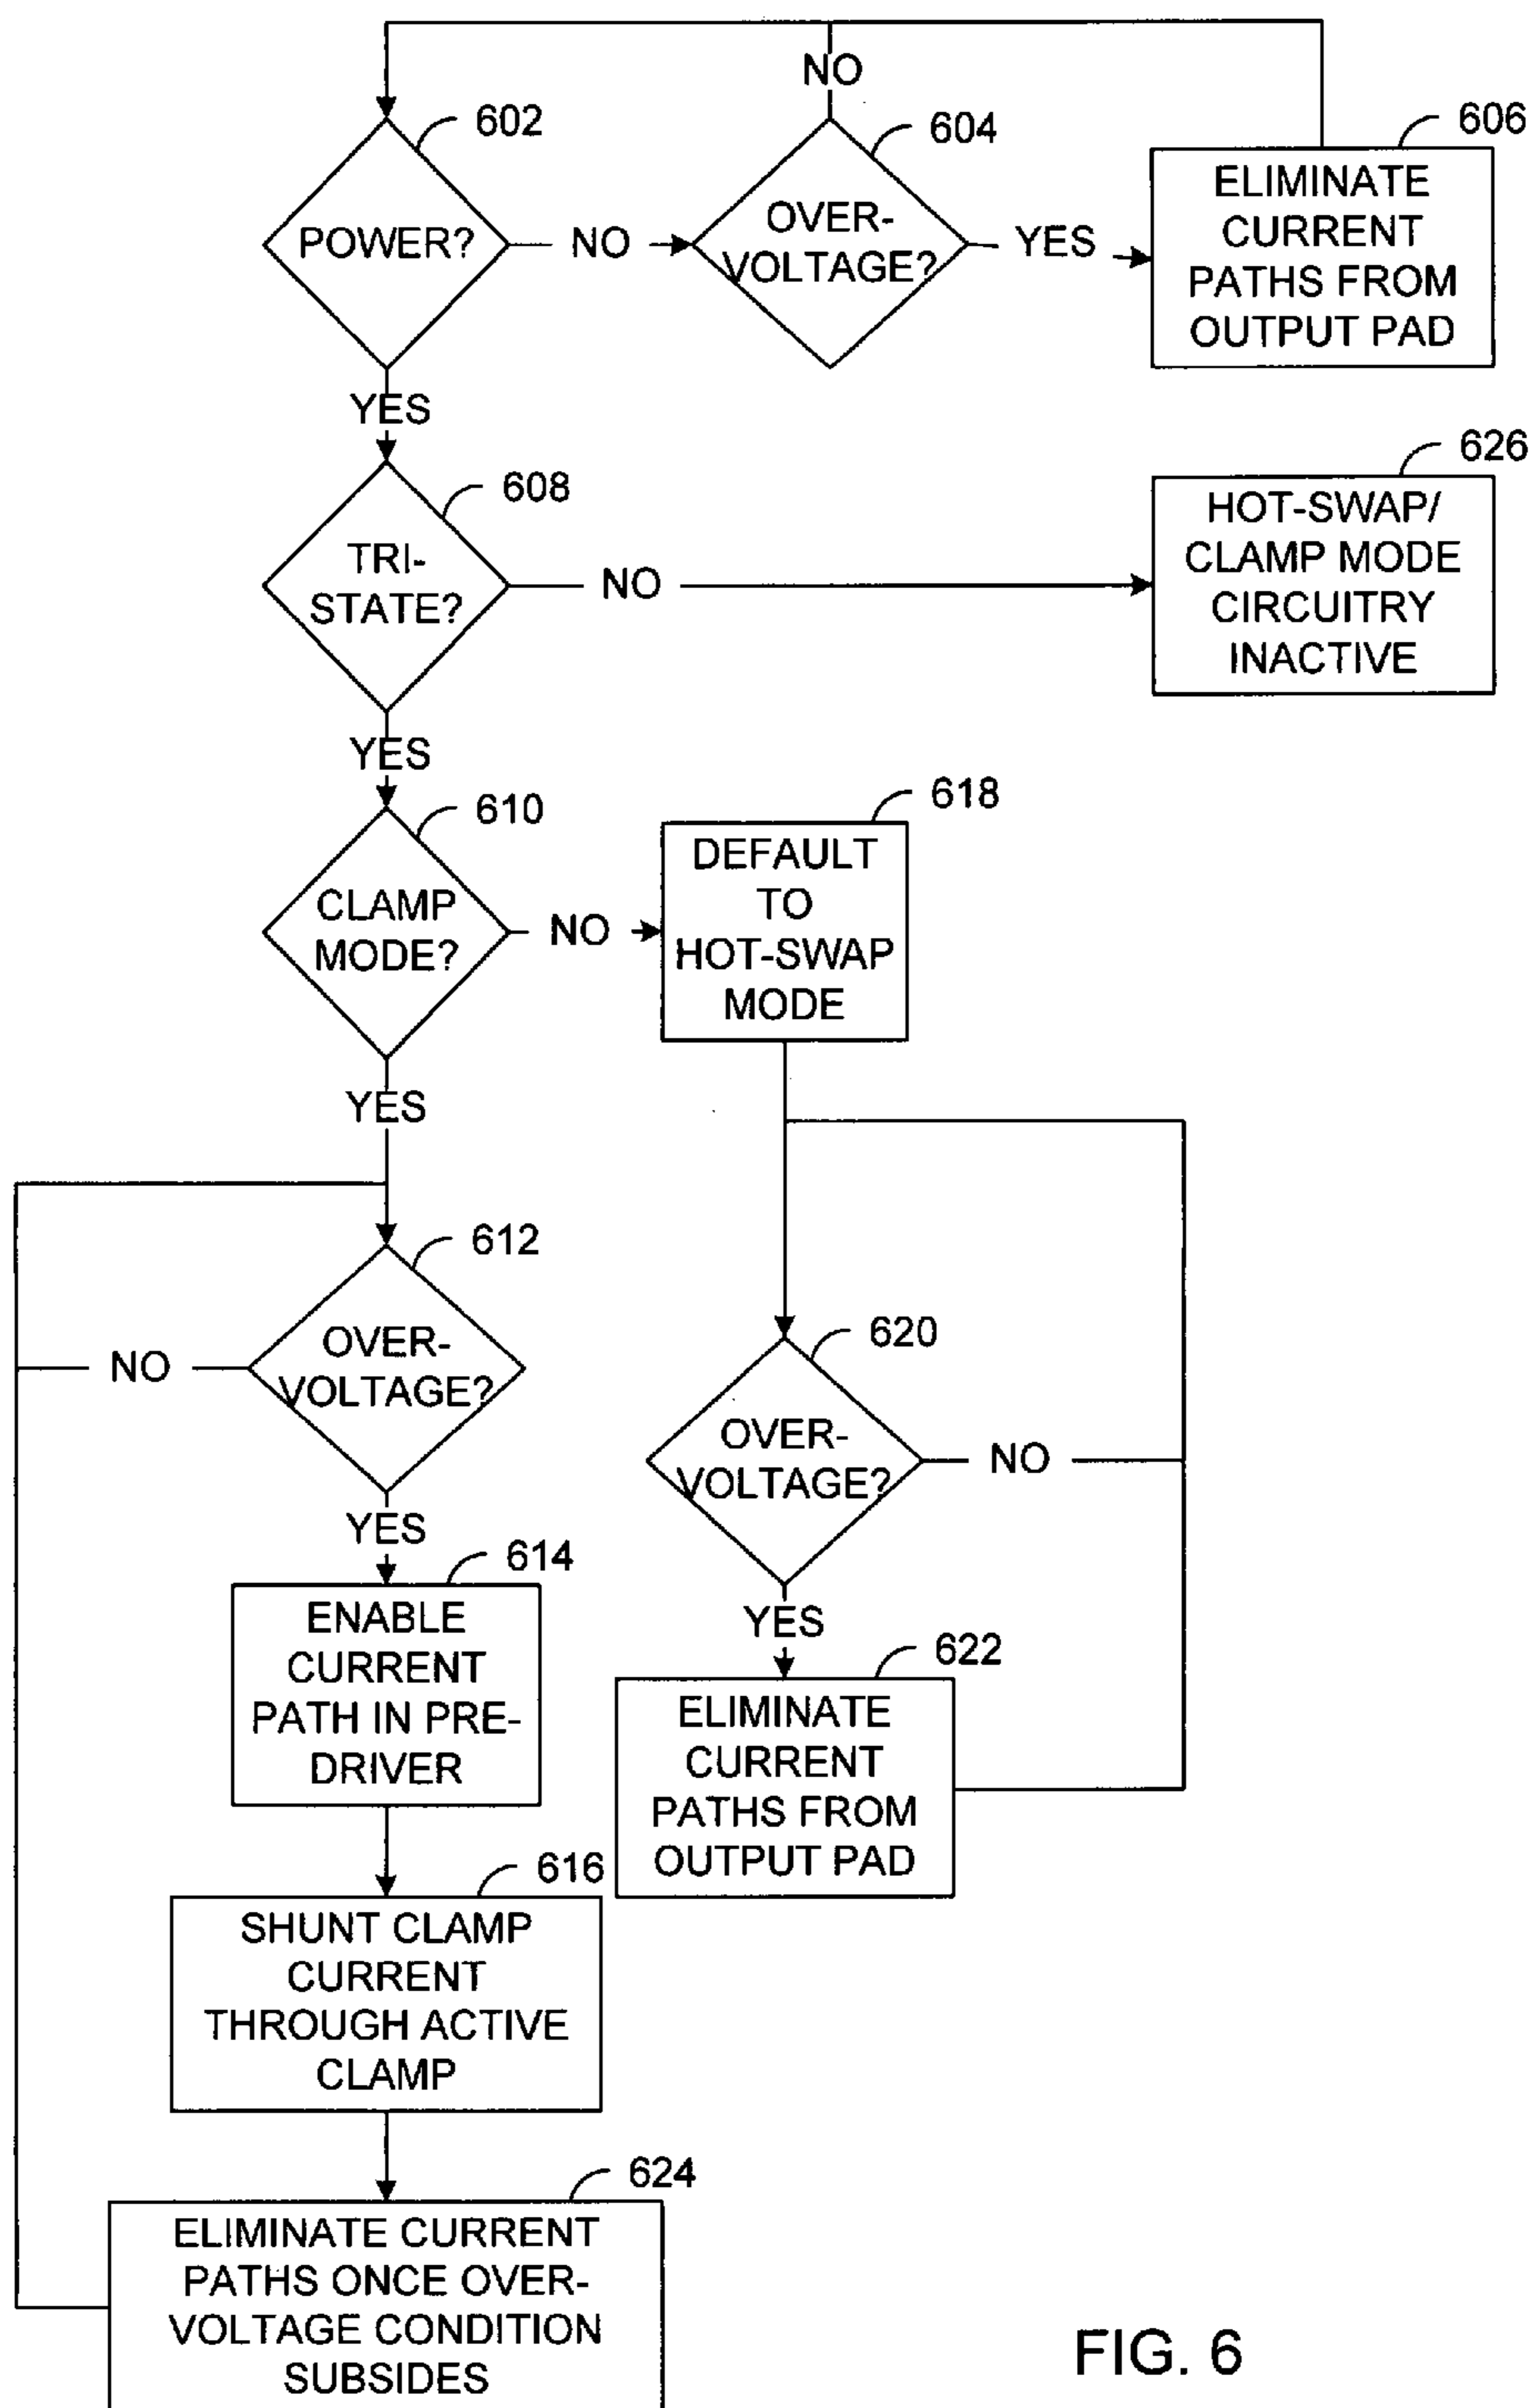 NO
602
604
606
POWER?
NO
OVER-
VOLTAGE?
YES
ELIMINATE
CURRENT
PATHS FROM
OUTPUT PAD
YES
608
626
TRI-
STATE?
NO
HOT-SWAP/
CLAMP MODE
CIRCUITRY
INACTIVE
YES
610
618
CLAMP
MODE?
NO
DEFAULT
TO
HOT-SWAP
MODE
YES
612
OVER-
VOLTAGE?
NO
620
OVER-
VOLTAGE?
NO
YES
614
ENABLE
CURRENT
PATH IN PRE-
DRIVER
YES
622
ELIMINATE
CURRENT
PATHS FROM
OUTPUT PAD
616
SHUNT CLAMP
CURRENT
THROUGH ACTIVE
CLAMP
624
ELIMINATE CURRENT
PATHS ONCE OVER-
VOLTAGE CONDITION
SUBSIDES
FIG. 6